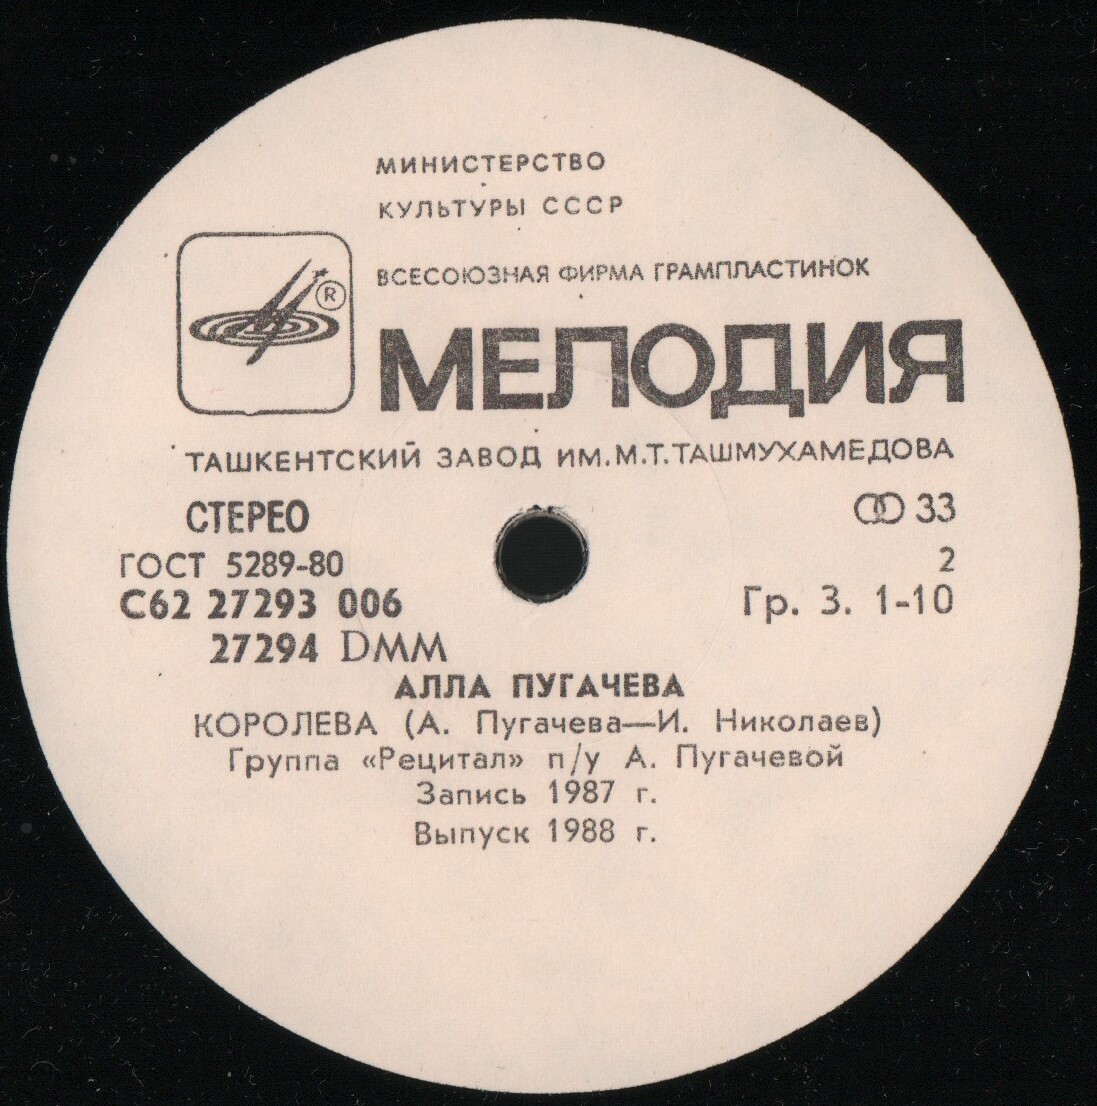 МИНИСТЕРСТВО
КУЛЬТУРЫ СССР
ВСЕСОЮЗНАЯ ФИРМА ГРАМПЛАСТИНОК
®
МЕЛОДИЯ
ТАШКЕНТСКИЙ ЗАВОД ИМ.М.Т.ТАШМУХАМЕДОВА
СТЕРЕО
33
ГОСТ 5289-80
2
С62 27293 006
Гр. 3. 1-10
27294 DMM
АЛЛА ПУГАЧЕВА
КОРОЛЕВА (А. Пугачева—И. Николаев)
Группа «Рецитал» п/у А. Пугачевой
Запись 1987 г.
Выпуск 1988 г.